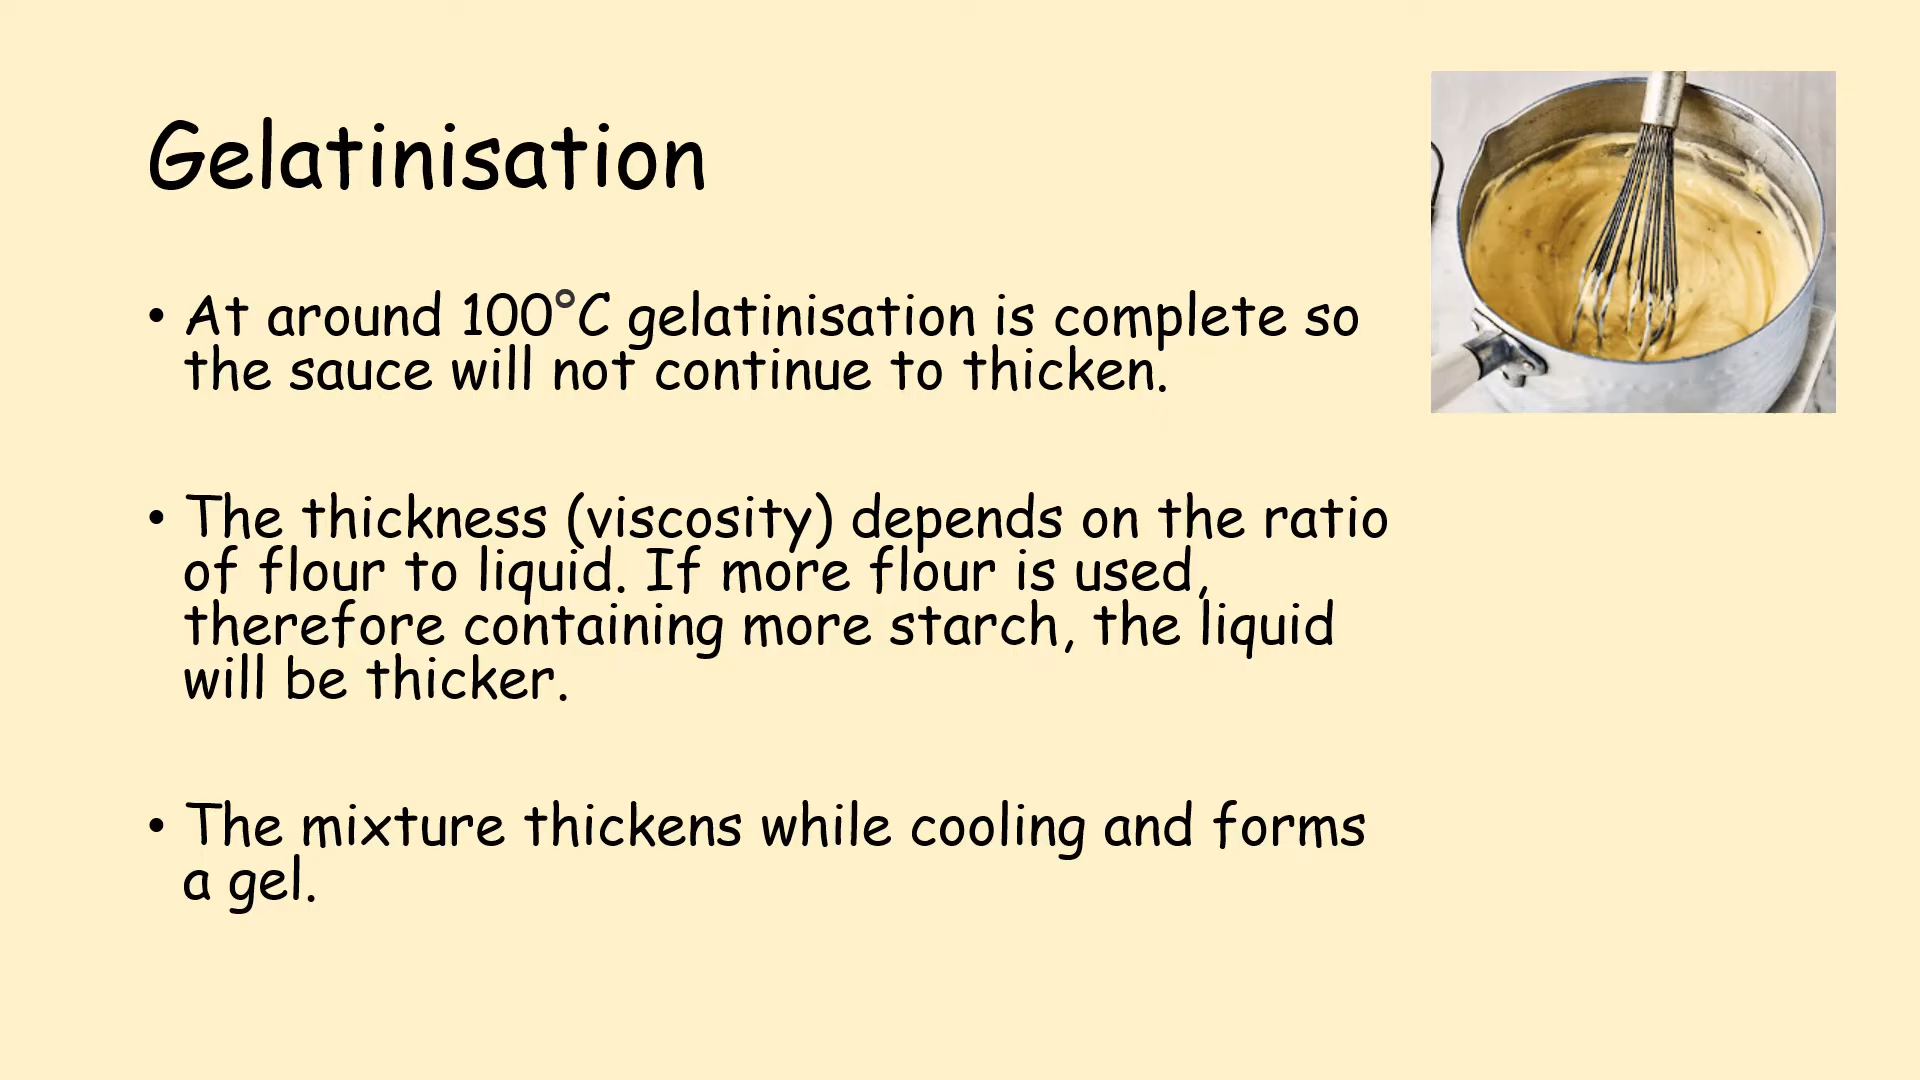 Gelatinisation
• At around 100°C gelatinisation is complete so
the sauce will not continue to thicken.
• The thickness (viscosity) depends on the ratio
of flour to liquid. If more flour is used,
therefore containing more starch, the liquid
will be thicker.
• The mixture thickens while cooling and forms
a gel.